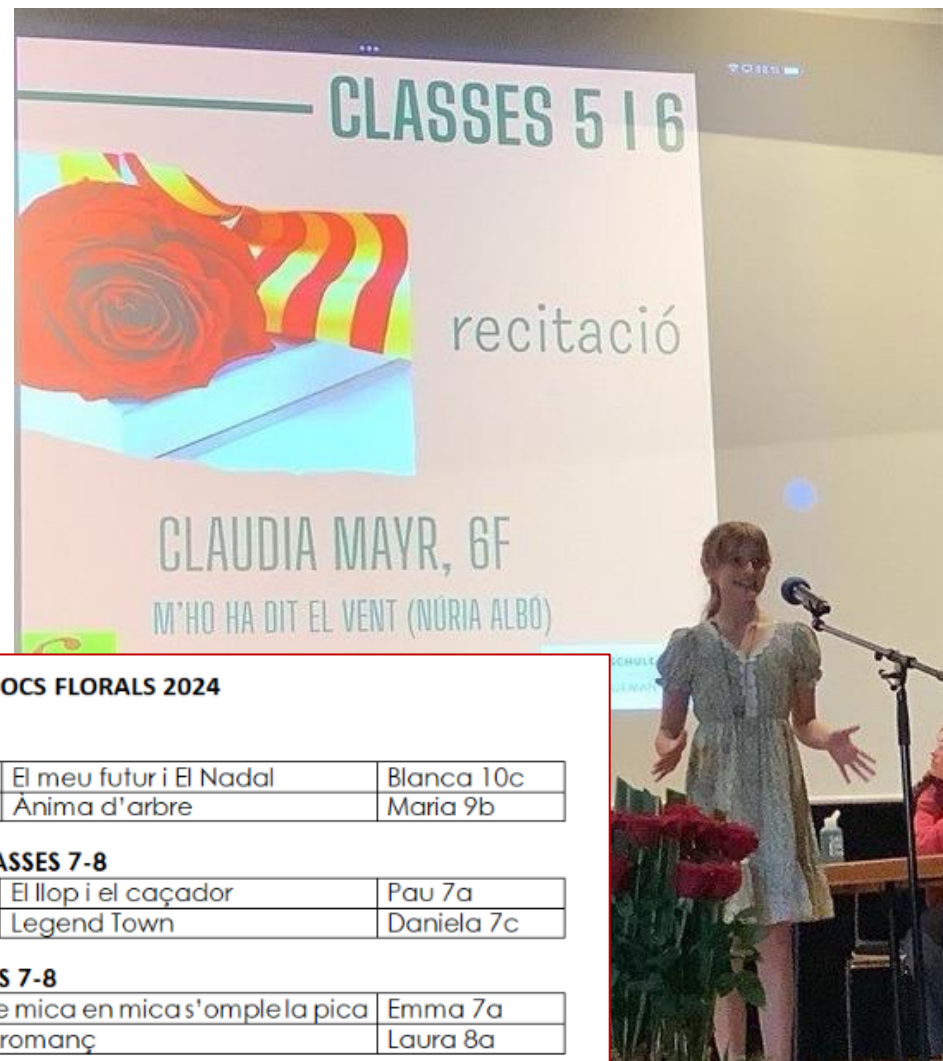 CLASSES 5 I 6
recitació
CLAUDIA MAYR, 6F
M'HO HA DIT EL VENT (NÚRIA ALBÓ)
OCS FLORALS 2024
El meu futur i El Nadal Blanca 10c
Ànima d'arbre Maria 9b
ASSES 7-8
El llop i el caçador Pau 7a
Legend Town Daniela 7c
S 7-8
e mica en mica s'omple la pica Emma 7a
romanç Laura 8a